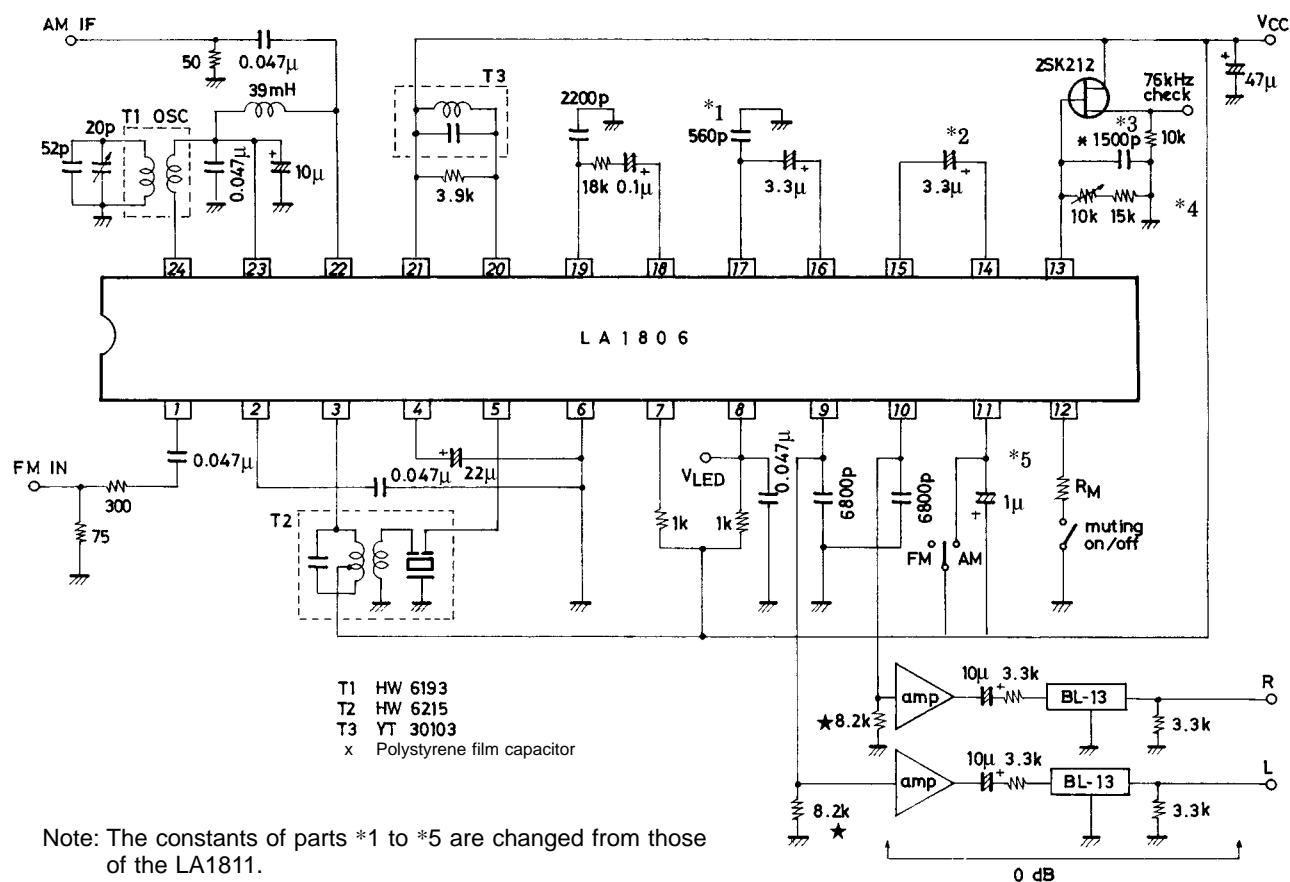 AM IF
VCC
50
0.047μ
2SK212
47μ
39mH
T3
76kHz
check
T1 OSC
2200p
*1
560p
*2
*3
* 1500p
10k
52p
20p
0.047μ
10μ
3.9k
18k
0.1μ
3.3μ
3.3μ
10k
15k
*4
24
23
22
21
20
19
18
17
16
15
14
13
LA1806
1
2
3
4
5
6
7
8
9
10
11
12
FM IN
0.047μ
300
75
0.047μ
22μ
T2
VLED
1k
1k
0.047μ
6800p
6800p
*5
1μ
RM
muting
on/off
FM
AM
T1 HW 6193
T2 HW 6215
T3 YT 30103
x Polystyrene film capacitor
★8.2k
amp
10μ
3.3k
BL-13
3.3k
R
8.2k
★
amp
10μ
3.3k
BL-13
3.3k
L
0 dB
Note: The constants of parts *1 to *5 are changed from those
of the LA1811.